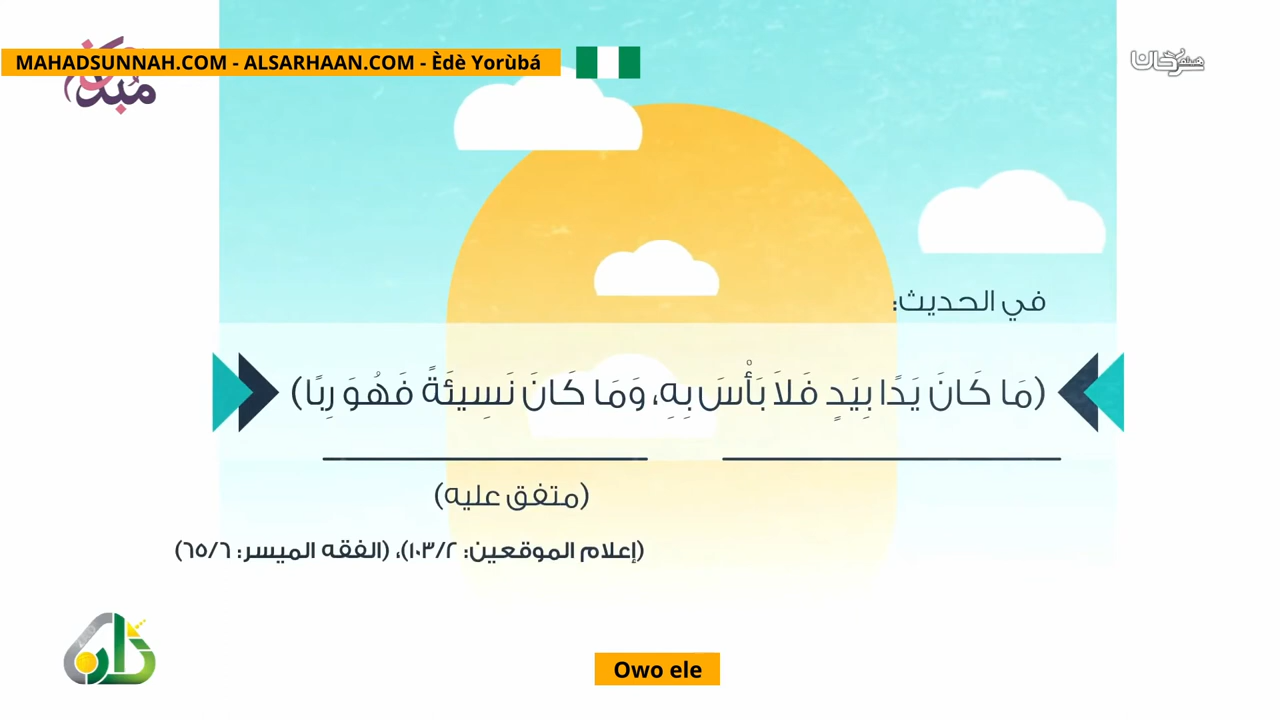 MAHADSUNNAH.COM - ALSARHAAN.COM - Èdè Yorùbá
في الحديث:
(مَا كَانَ يَدًا بِيَدٍ فَلاَ بَأْسَ بِهِ، وَمَا كَانَ نَسِيئَةً فَهُوَ رِبًا)
(متفق عليه)
(إعلام الموقعين: ١٠٣/٢)، (الفقه الميسر: ٦٥/٦)
Owo ele